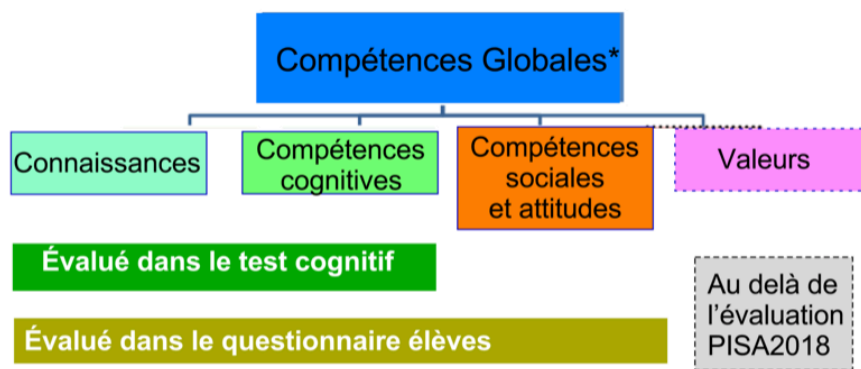 Compétences Globales*
Connaissances
Compétences
cognitives
Compétences
sociales
et attitudes
Valeurs
Évalué dans le test cognitif
Évalué dans le questionnaire élèves
Au delà de
l'évaluation
PISA2018